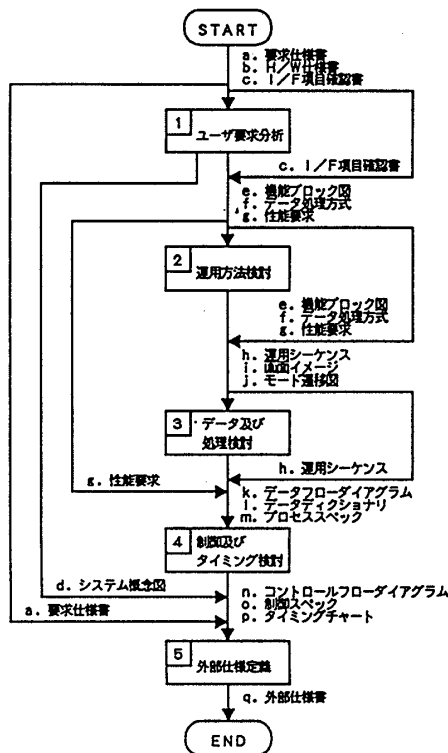 START
a. 要求仕様書
b. H/W仕様書
c. I/F項目確認書
1
ユーザ要求分析
c. I/F項目確認書
e. 機能ブロック図
f. データ処理方式
g. 性能要求
2
運用方法検討
e. 機能ブロック図
f. データ処理方式
g. 性能要求
h. 運用シーケンス
i. 画面イメージ
j. モード遷移図
3
データ及び
処理検討
h. 運用シーケンス
g. 性能要求
k. データフローダイアグラム
l. データディクショナリ
m. プロセススペック
4
制御及び
タイミング検討
d. システム概念図
a. 要求仕様書
n. コントロールフローダイアグラム
o. 制御スペック
p. タイミングチャート
5
外部仕様定義
q. 外部仕様書
END